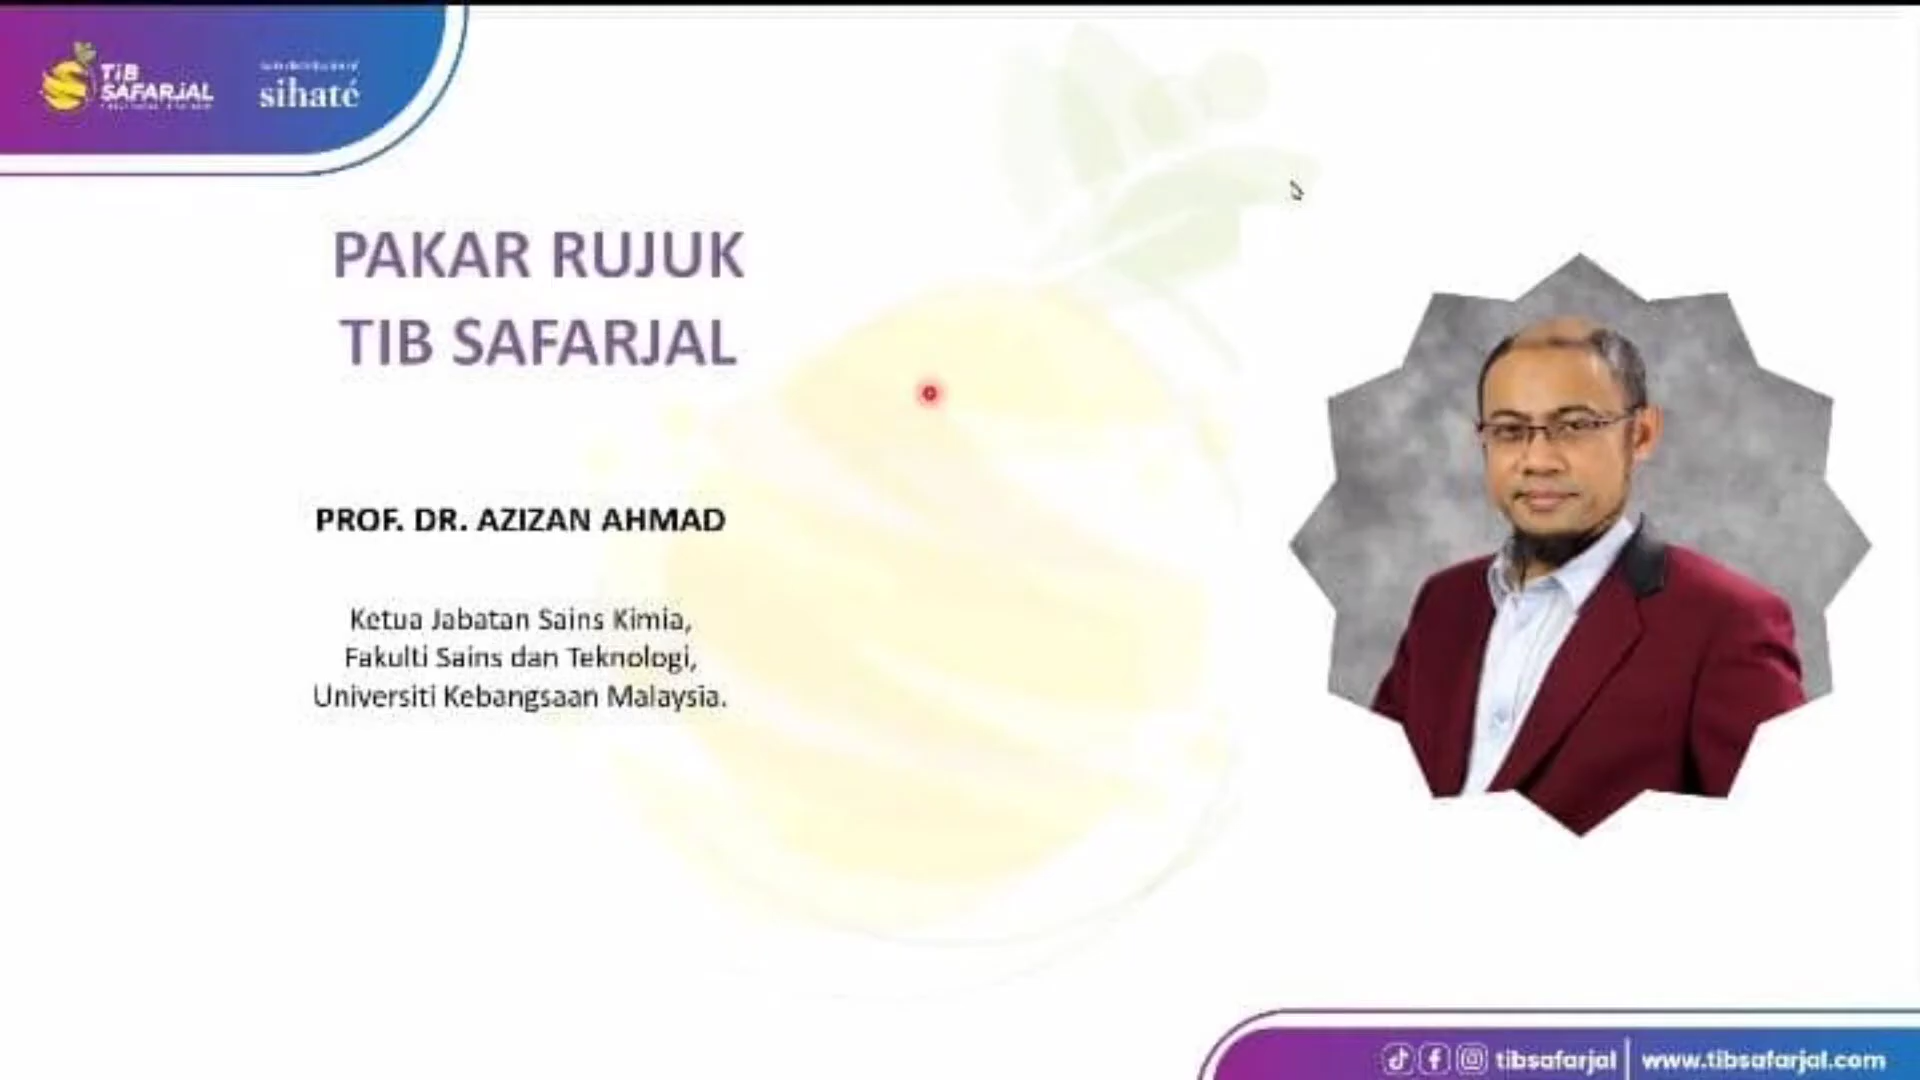 TiB
SAFARJAL
sihaté
PAKAR RUJUK
TIB SAFARJAL
PROF. DR. AZIZAN AHMAD
Ketua Jabatan Sains Kimia,
Fakulti Sains dan Teknologi,
Universiti Kebangsaan Malaysia.
tibsafarjal | www.tibsafarjal.com